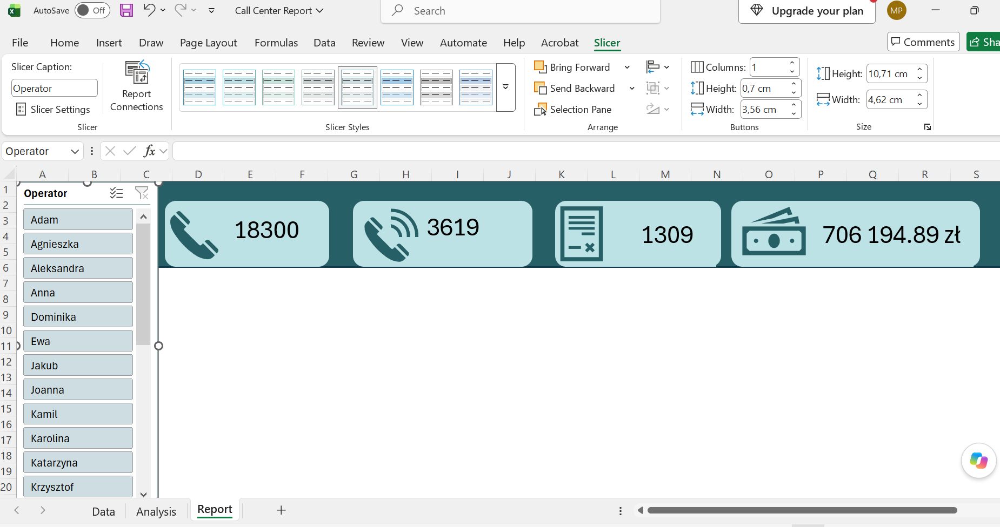 AutoSave Off Call Center Report Search Upgrade your plan MP
File Home Insert Draw Page Layout Formulas Data Review View Automate Help Acrobat Slicer Comments Sha
Slicer Caption:
Operator
Slicer Settings
Report
Connections
Slicer
Slicer Styles
Bring Forward
Send Backward
Selection Pane
Arrange
Columns: 1
Height: 0,7 cm
Width: 3,56 cm
Buttons
Height: 10,71 cm
Width: 4,62 cm
Size
Operator fx
A B C D E F G H I J K L M N O P Q R S
1
2
3
4
5
6
7
8
9
10
11
12
13
14
15
16
17
18
19
20
Operator
Adam
Agnieszka
Aleksandra
Anna
Dominika
Ewa
Jakub
Joanna
Kamil
Karolina
Katarzyna
Krzysztof
18300 3619 1309 706 194.89 zł
Data Analysis Report